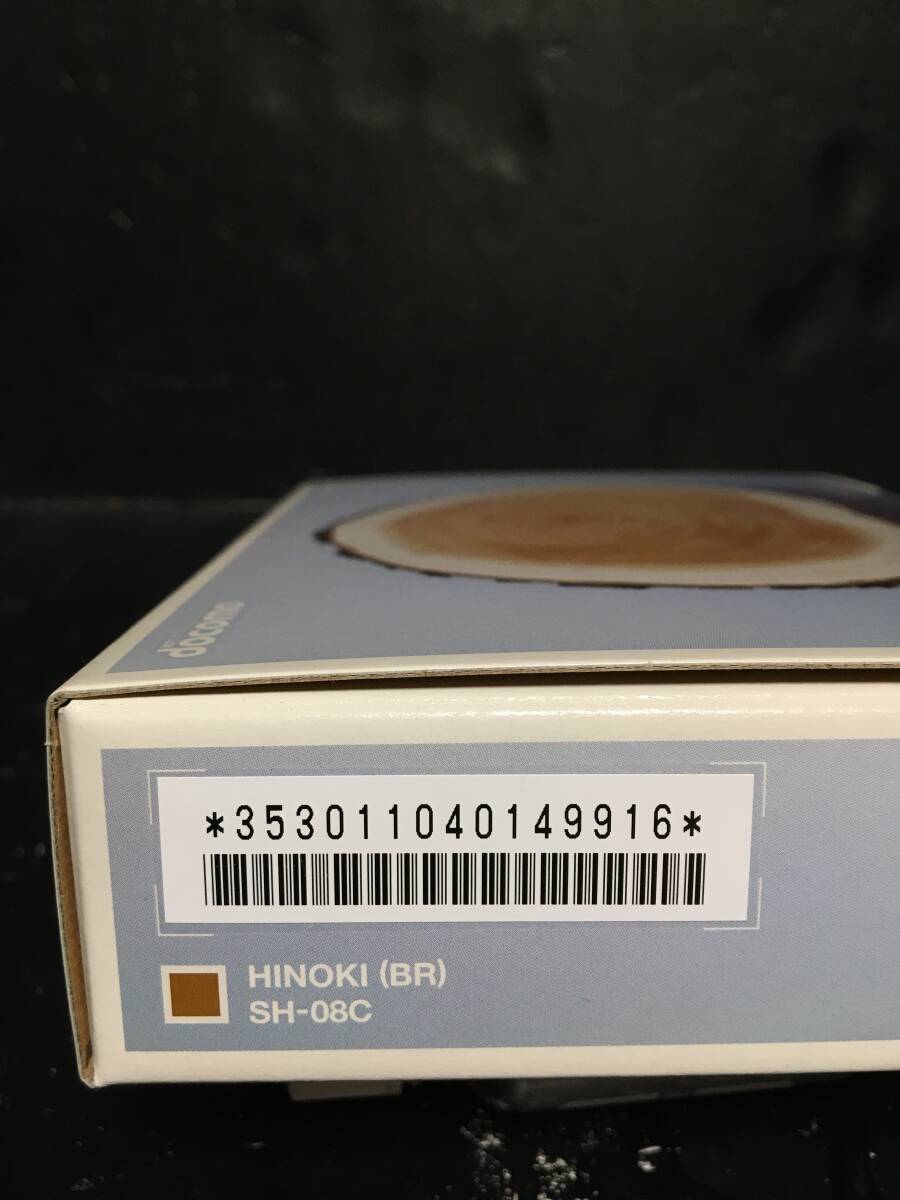 docomo
*353011040149916*
HINOKI (BR)
SH-08C